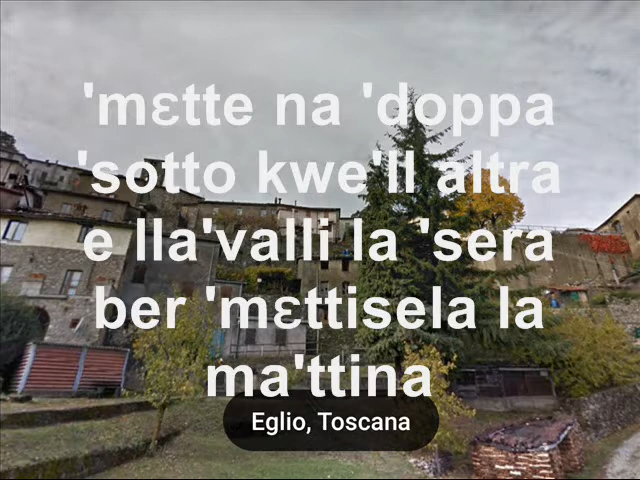 'mɛtte na 'doppa
'sotto kwe'll altra
e lla'valli la 'sera
ber 'mɛttisela la
ma'ttina
Eglio, Toscana